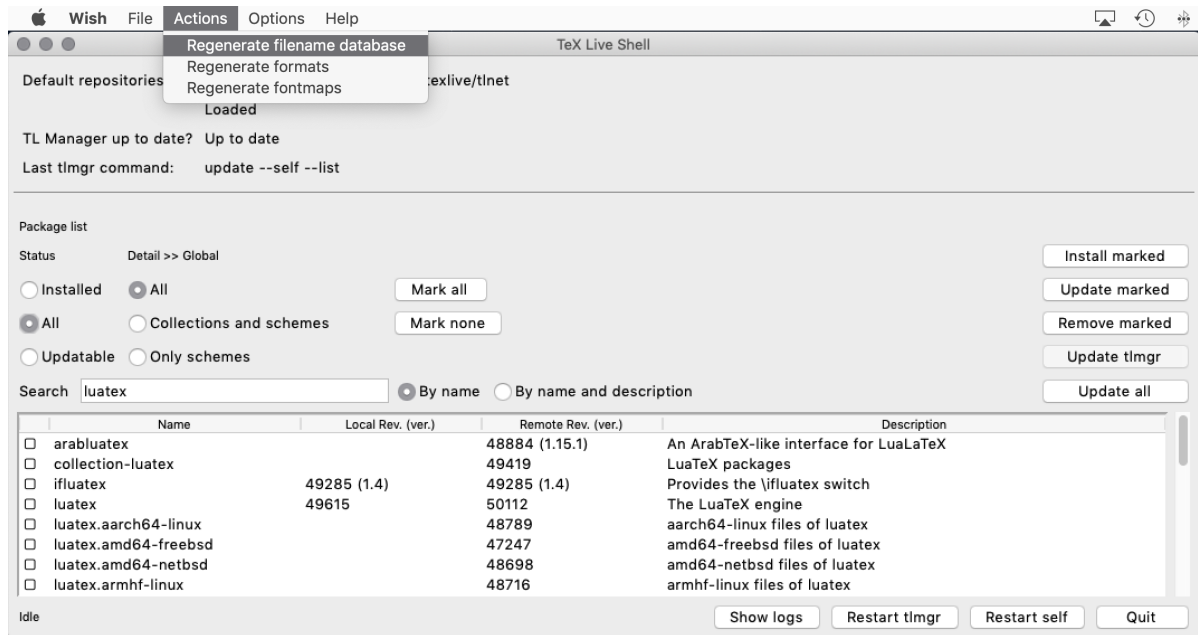 Wish File Actions Options Help
TeX Live Shell
Regenerate filename database
Regenerate formats
Regenerate fontmaps
Default repositories texlive/tlnet
Loaded
TL Manager up to date? Up to date
Last tlmgr command: update --self --list
Package list
Status Detail >> Global Install marked
Installed All Mark all Update marked
All Collections and schemes Mark none Remove marked
Updatable Only schemes Update tlmgr
Search luatex By name By name and description Update all
Name Local Rev. (ver.) Remote Rev. (ver.) Description
arabluatex 48884 (1.15.1) An ArabTeX-like interface for LuaLaTeX
collection-luatex 49419 LuaTeX packages
ifluatex 49285 (1.4) 49285 (1.4) Provides the \ifluatex switch
luatex 49615 50112 The LuaTeX engine
luatex.aarch64-linux 48789 aarch64-linux files of luatex
luatex.amd64-freebsd 47247 amd64-freebsd files of luatex
luatex.amd64-netbsd 48698 amd64-netbsd files of luatex
luatex.armhf-linux 48716 armhf-linux files of luatex
Idle Show logs Restart tlmgr Restart self Quit